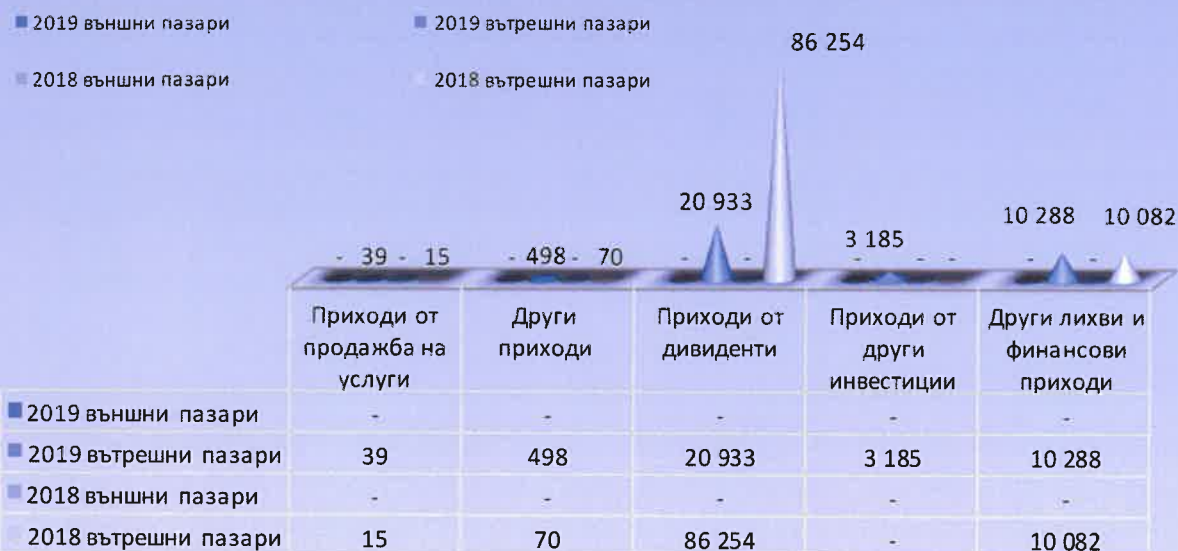 2019 външни пазари 2019 вътрешни пазари
86 254
2018 външни пазари 2018 вътрешни пазари
20 933
10 288 10 082
3 185
- 39 - 15 - 498 - 70 - - - - - - -
Приходи от продажба на услуги
Други приходи
Приходи от дивиденти
Приходи от други инвестиции
Други лихви и финансови приходи
2019 външни пазари - - - - -
2019 вътрешни пазари 39 498 20 933 3 185 10 288
2018 външни пазари - - - - -
2018 вътрешни пазари 15 70 86 254 - 10 082